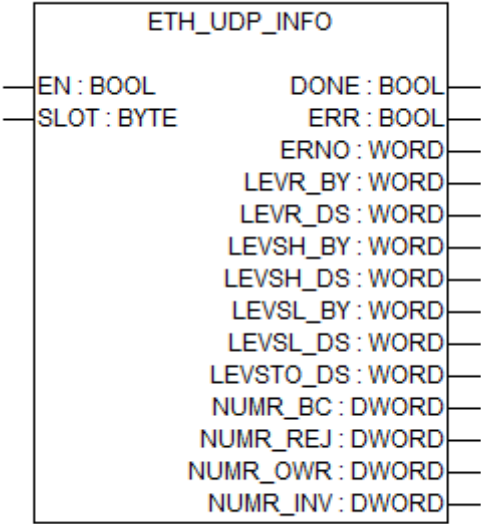 ETH_UDP_INFO
EN : BOOL DONE : BOOL
SLOT : BYTE ERR : BOOL
ERNO : WORD
LEVR_BY : WORD
LEVR_DS : WORD
LEVSH_BY : WORD
LEVSH_DS : WORD
LEVSL_BY : WORD
LEVSL_DS : WORD
LEVSTO_DS : WORD
NUMR_BC : DWORD
NUMR_REJ : DWORD
NUMR_OWR : DWORD
NUMR_INV : DWORD